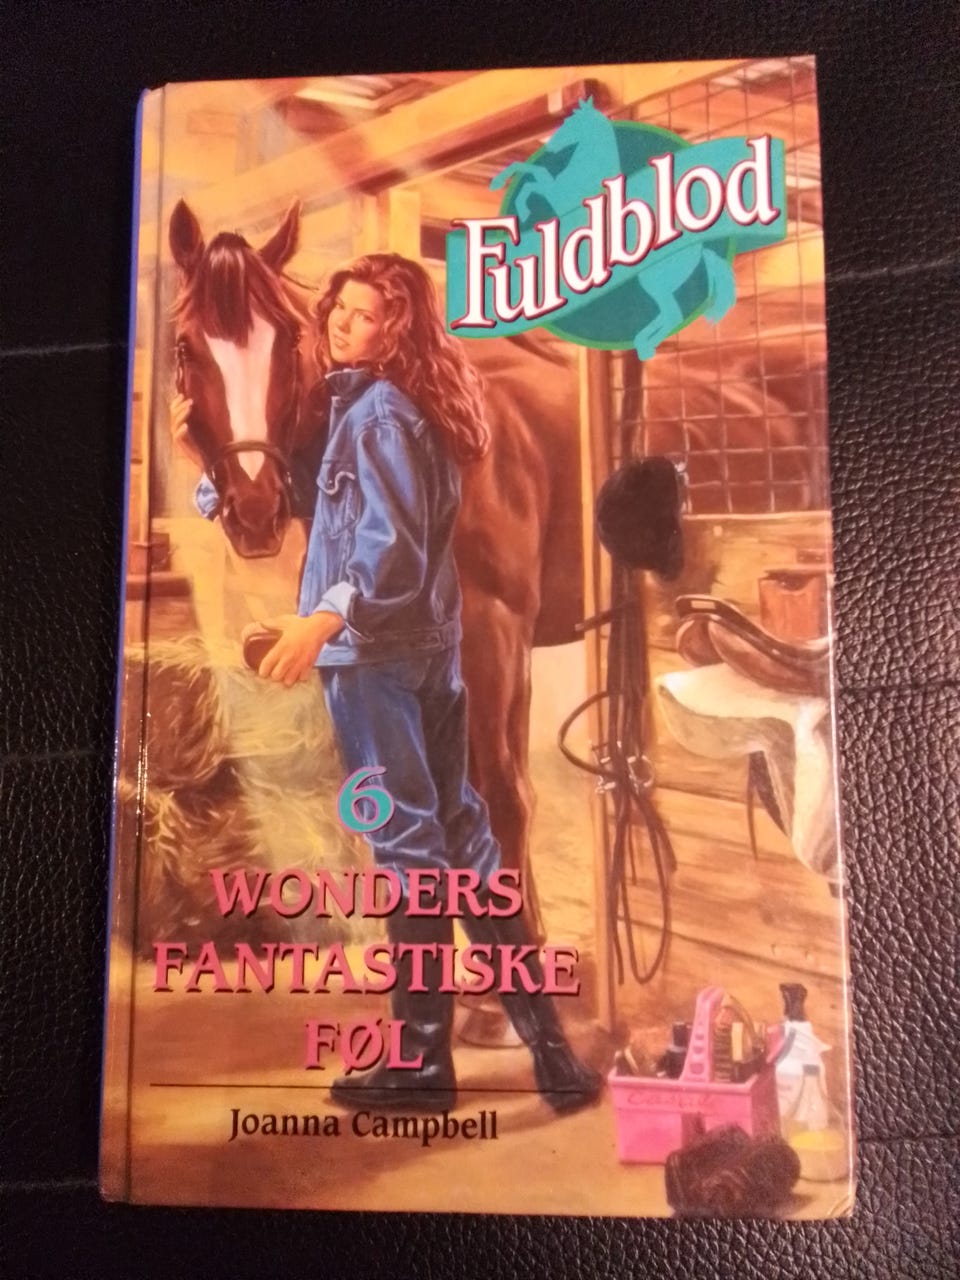 Fuldblod
6
WONDERS
FANTASTISKE
FØL
Joanna Campbell